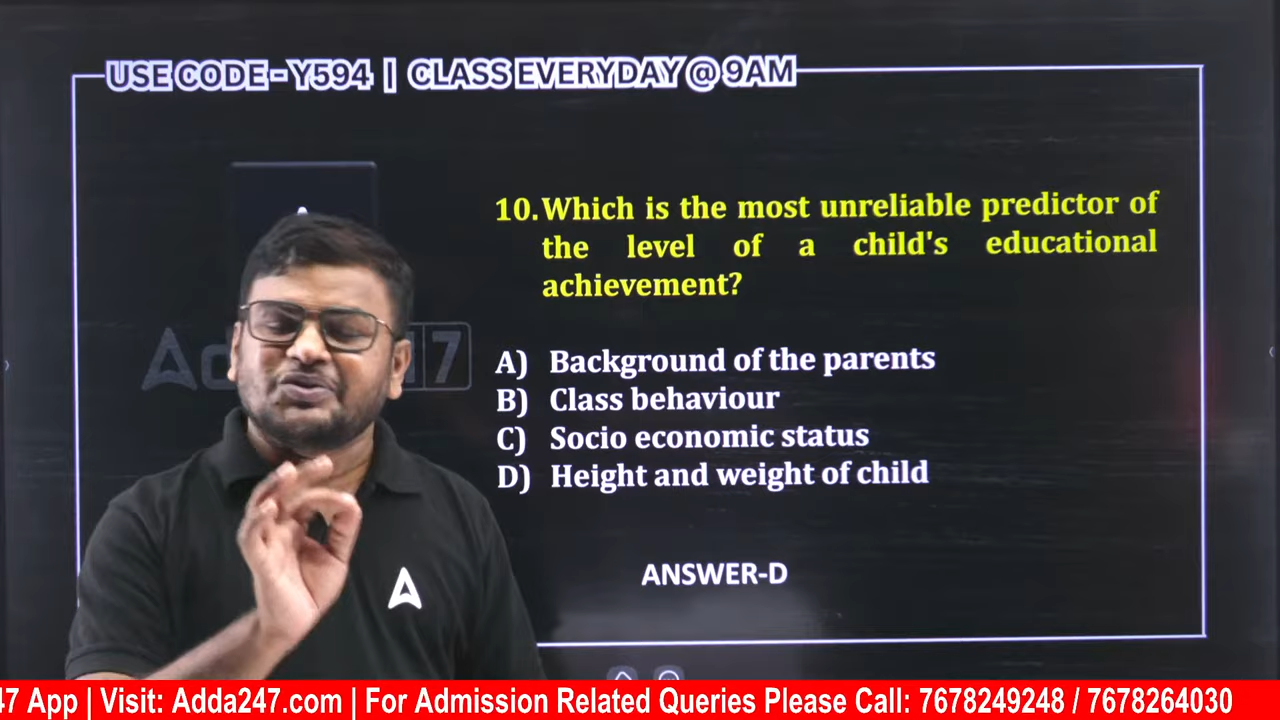 USE CODE - Y594 | CLASS EVERYDAY @ 9AM
10. Which is the most unreliable predictor of
the level of a child's educational
achievement?
A) Background of the parents
B) Class behaviour
C) Socio economic status
D) Height and weight of child
ANSWER-D
47 App | Visit: Adda247.com | For Admission Related Queries Please Call: 7678249248 / 7678264030